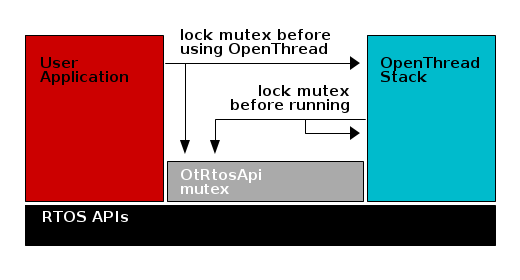 lock mutex before
using OpenThread
User
Application
OpenThread
Stack
lock mutex
before running
OtRtosApi
mutex
RTOS APIs